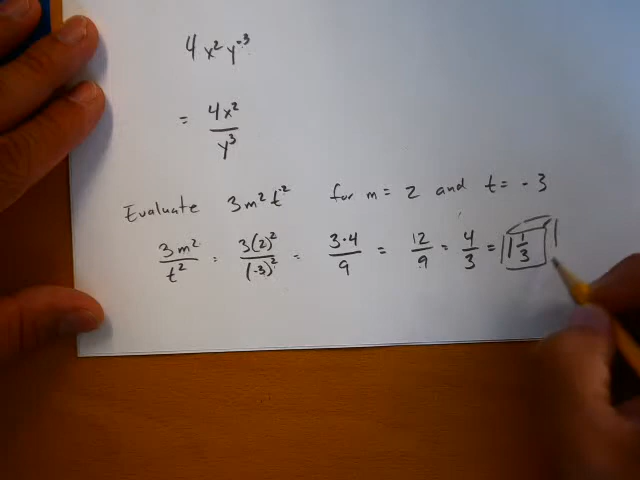 4x²y⁻³
= 4x²/y³
Evaluate 3m²t⁻² for m = 2 and t = -3
3m²/t² = 3(2)²/(-3)² = 3·4/9 = 12/9 = 4/3 = 1 1/3